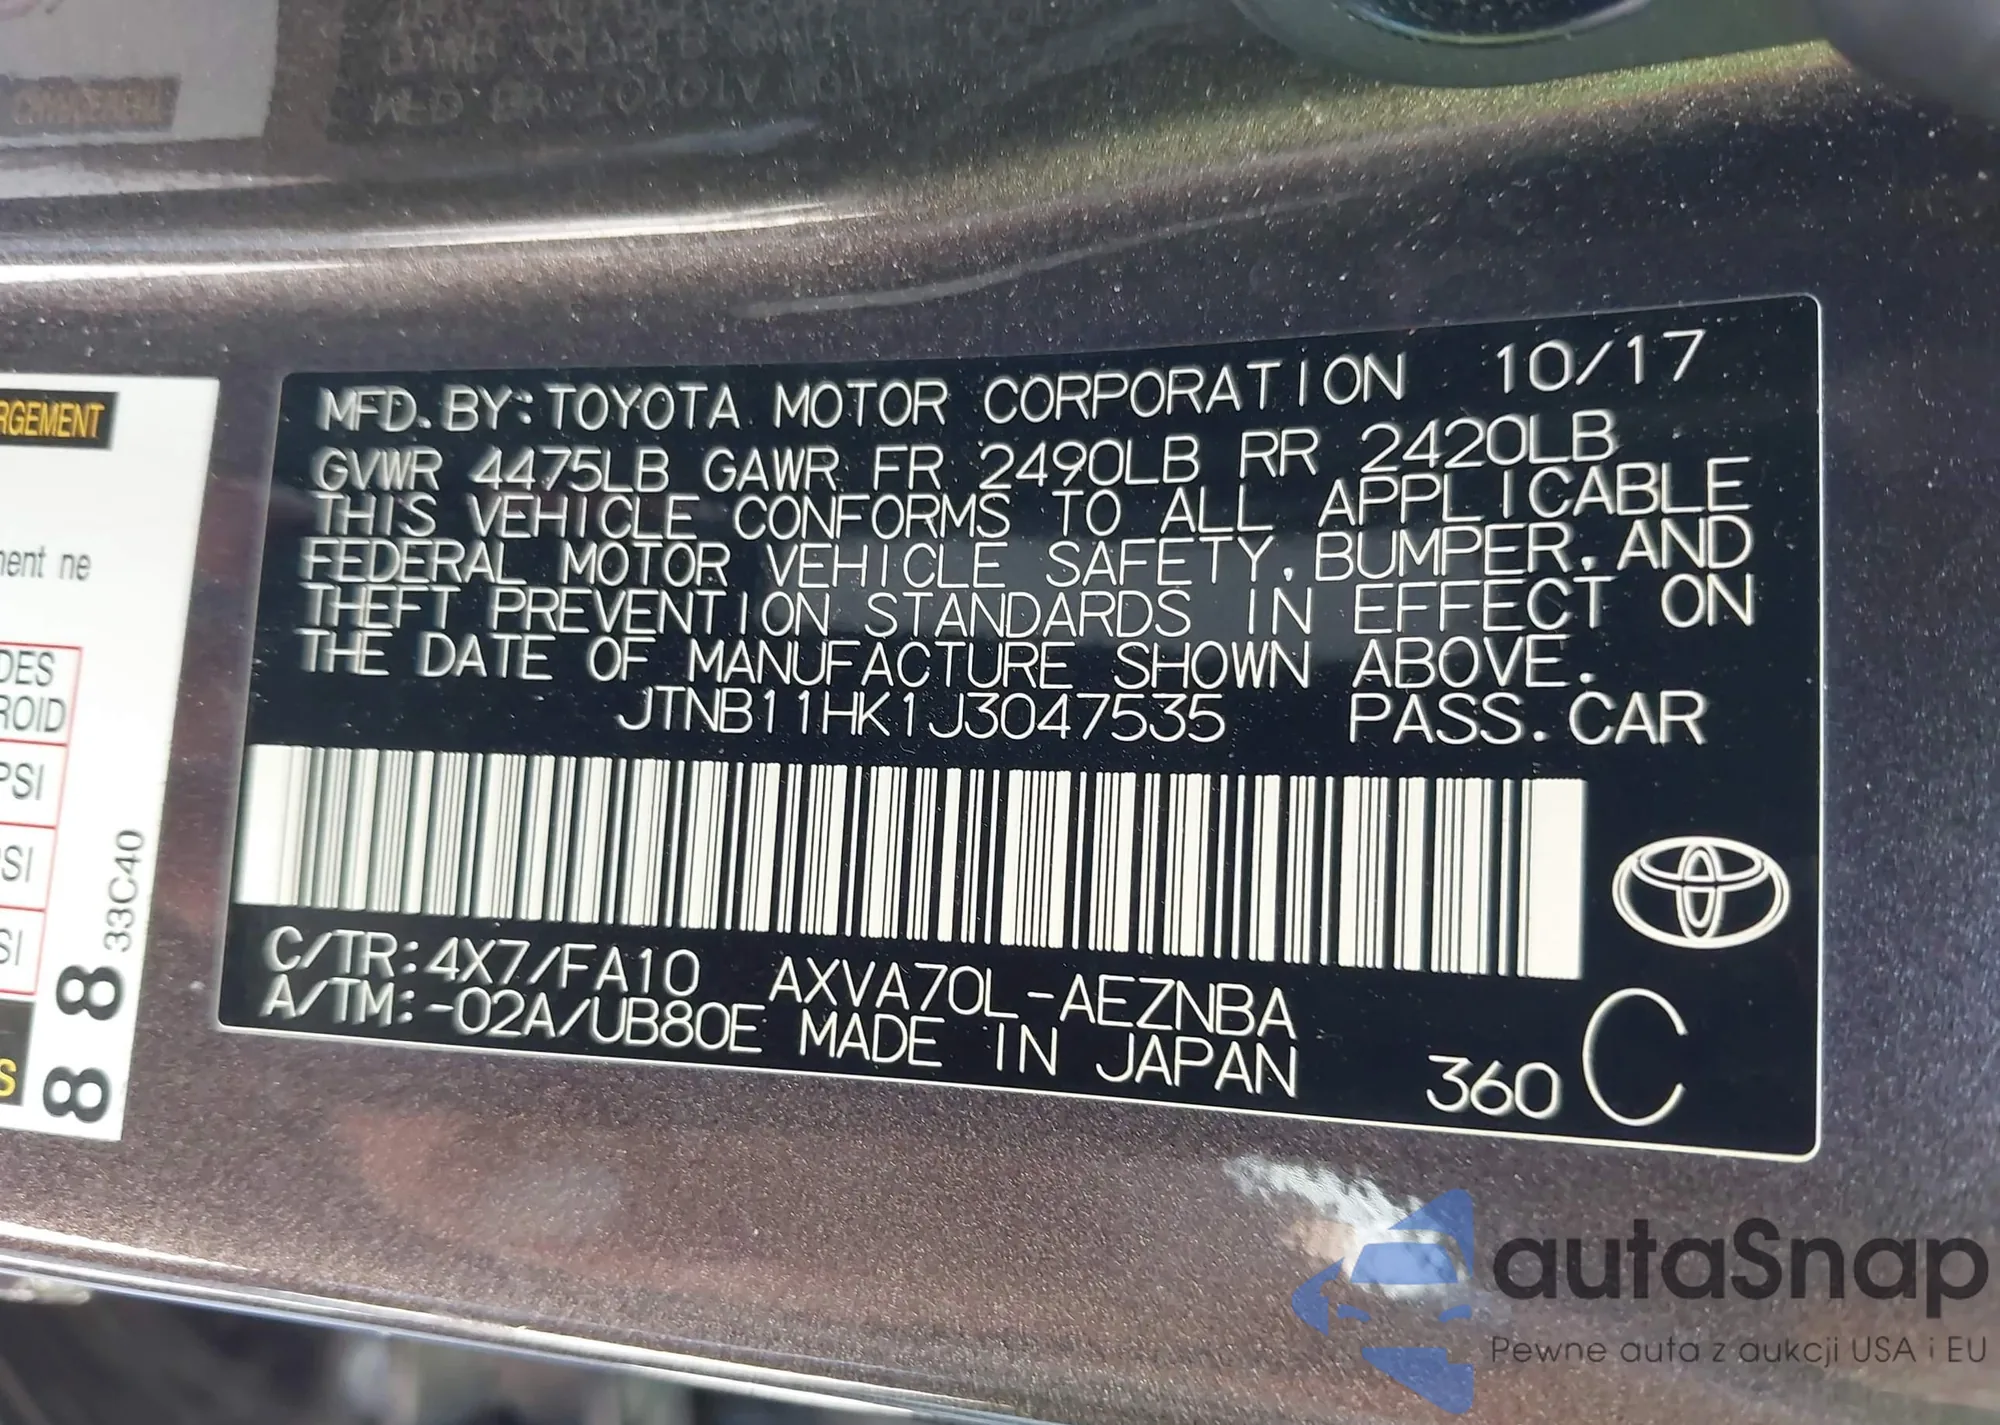 MFD. BY: TOYOTA MOTOR CORPORATION 10/17
GVWR 4475LB GAWR FR 2490LB RR 2420LB
THIS VEHICLE CONFORMS TO ALL APPLICABLE
FEDERAL MOTOR VEHICLE SAFETY, BUMPER, AND
THEFT PREVENTION STANDARDS IN EFFECT ON
THE DATE OF MANUFACTURE SHOWN ABOVE.
JTNB11HK1J3047535 PASS. CAR
C/TR: 4X7/FA10 AXVA70L-AEZNBA
A/TM: -02A/UB80E MADE IN JAPAN 360 C
RGEMENT
ment ne
DES
ROID
PSI
PSI
SI
S
33C40
88
autaSnap
Pewne auta z aukcji USA i EU